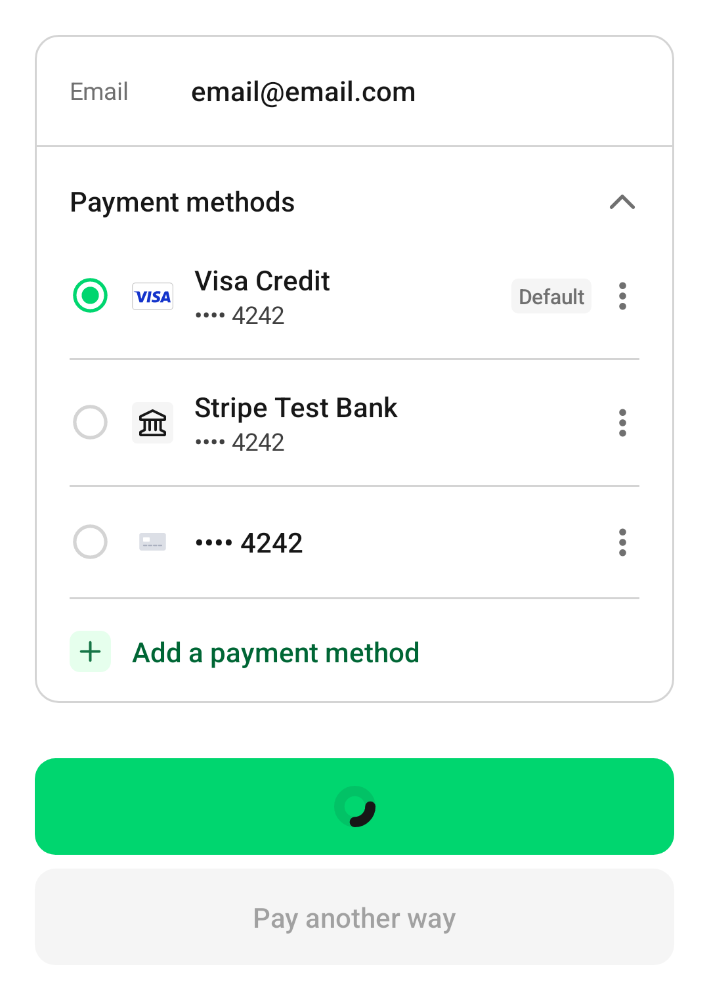 Email email@email.com
Payment methods
VISA Visa Credit
•••• 4242
Default
Stripe Test Bank
•••• 4242
•••• 4242
Add a payment method
Pay another way